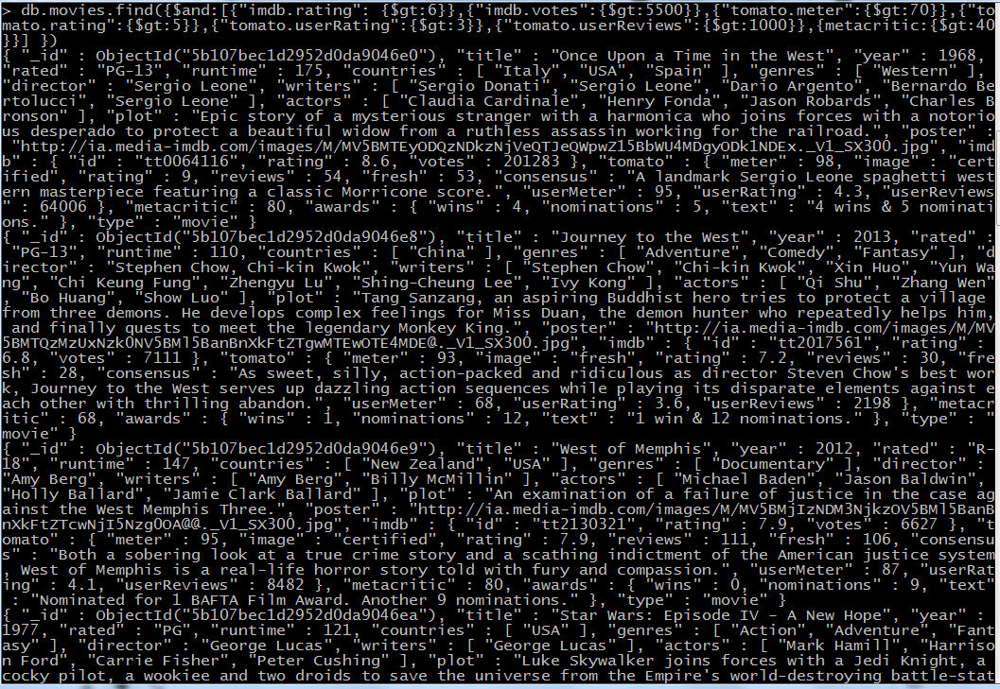 > db.movies.find({$and:[{"imdb.rating": {$gt:6}},{"imdb.votes":{$gt:5500}},{"tomato.meter":{$gt:70}},{"to
mato.rating":{$gt:5}},{"tomato.userRating":{$gt:3}},{"tomato.userReviews":{$gt:1000}},{metacritic:{$gt:40
}}] })
{ "_id" : ObjectId("5b107bec1d2952d0da9046e0"), "title" : "Once Upon a Time in the West", "year" : 1968,
"rated" : "PG-13", "runtime" : 175, "countries" : [ "Italy", "USA", "Spain" ], "genres" : [ "Western" ],
"director" : "Sergio Leone", "writers" : [ "Sergio Donati", "Sergio Leone", "Dario Argento", "Bernardo Be
rtolucci", "Sergio Leone" ], "actors" : [ "Claudia Cardinale", "Henry Fonda", "Jason Robards", "Charles B
ronson" ], "plot" : "Epic story of a mysterious stranger with a harmonica who joins forces with a notorio
us desperado to protect a beautiful widow from a ruthless assassin working for the railroad.", "poster" :
"http://ia.media-imdb.com/images/M/MV5BMTEyODQzNDkzNjVeQTJeQWpwZ15BbWU4MDgyODk1NDEx._V1_SX300.jpg", "imd
b" : { "id" : "tt0064116", "rating" : 8.6, "votes" : 201283 }, "tomato" : { "meter" : 98, "image" : "cert
ified", "rating" : 9, "reviews" : 54, "fresh" : 53, "consensus" : "A landmark Sergio Leone spaghetti west
ern masterpiece featuring a classic Morricone score.", "userMeter" : 95, "userRating" : 4.3, "userReviews
" : 64006 }, "metacritic" : 80, "awards" : { "wins" : 4, "nominations" : 5, "text" : "4 wins & 5 nominati
ons." }, "type" : "movie" }
{ "_id" : ObjectId("5b107bec1d2952d0da9046e8"), "title" : "Journey to the West", "year" : 2013, "rated" :
"PG-13", "runtime" : 110, "countries" : [ "China" ], "genres" : [ "Adventure", "Comedy", "Fantasy" ], "d
irector" : "Stephen Chow, Chi-kin Kwok", "writers" : [ "Stephen Chow", "Chi-kin Kwok", "Xin Huo", "Yun Wa
ng", "Chi Keung Fung", "Zhengyu Lu", "Shing-Cheung Lee", "Ivy Kong" ], "actors" : [ "Qi Shu", "Zhang Wen"
, "Bo Huang", "Show Luo" ], "plot" : "Tang Sanzang, an aspiring Buddhist hero tries to protect a village
from three demons. He develops complex feelings for Miss Duan, the demon hunter who repeatedly helps him,
and finally quests to meet the legendary Monkey King.", "poster" : "http://ia.media-imdb.com/images/M/MV
5BMTQzMzUxNzk0NV5BMl5BanBnXkFtZTgwMTEwOTE4MDE@._V1_SX300.jpg", "imdb" : { "id" : "tt2017561", "rating" :
6.8, "votes" : 7111 }, "tomato" : { "meter" : 93, "image" : "fresh", "rating" : 7.2, "reviews" : 30, "fre
sh" : 28, "consensus" : "As sweet, silly, action-packed and ridiculous as director Steven Chow's best wor
k, Journey to the West serves up dazzling action sequences while playing its disparate elements against e
ach other with thrilling abandon.", "userMeter" : 68, "userRating" : 3.6, "userReviews" : 2198 }, "metacr
itic" : 68, "awards" : { "wins" : 1, "nominations" : 12, "text" : "1 win & 12 nominations." }, "type" : "
movie" }
{ "_id" : ObjectId("5b107bec1d2952d0da9046e9"), "title" : "West of Memphis", "year" : 2012, "rated" : "R-
18", "runtime" : 147, "countries" : [ "New Zealand", "USA" ], "genres" : [ "Documentary" ], "director" :
"Amy Berg", "writers" : [ "Amy Berg", "Billy McMillin" ], "actors" : [ "Michael Baden", "Jason Baldwin",
"Holly Ballard", "Jamie Clark Ballard" ], "plot" : "An examination of a failure of justice in the case ag
ainst the West Memphis Three.", "poster" : "http://ia.media-imdb.com/images/M/MV5BMjIzNDM3NjkzOV5BMl5BanB
nXkFtZTcwNjI5Nzg0OA@@._V1_SX300.jpg", "imdb" : { "id" : "tt2130321", "rating" : 7.9, "votes" : 6627 }, "t
omato" : { "meter" : 95, "image" : "certified", "rating" : 7.9, "reviews" : 111, "fresh" : 106, "consensu
s" : "Both a sobering look at a true crime story and a scathing indictment of the American justice system
, West of Memphis is a real-life horror story told with fury and compassion.", "userMeter" : 87, "userRat
ing" : 4.1, "userReviews" : 8482 }, "metacritic" : 80, "awards" : { "wins" : 0, "nominations" : 9, "text"
: "Nominated for 1 BAFTA Film Award. Another 9 nominations." }, "type" : "movie" }
{ "_id" : ObjectId("5b107bec1d2952d0da9046ea"), "title" : "Star Wars: Episode IV - A New Hope", "year" :
1977, "rated" : "PG", "runtime" : 121, "countries" : [ "USA" ], "genres" : [ "Action", "Adventure", "Fant
asy" ], "director" : "George Lucas", "writers" : [ "George Lucas" ], "actors" : [ "Mark Hamill", "Harriso
n Ford", "Carrie Fisher", "Peter Cushing" ], "plot" : "Luke Skywalker joins forces with a Jedi Knight, a
cocky pilot, a wookiee and two droids to save the universe from the Empire's world-destroying battle-stat